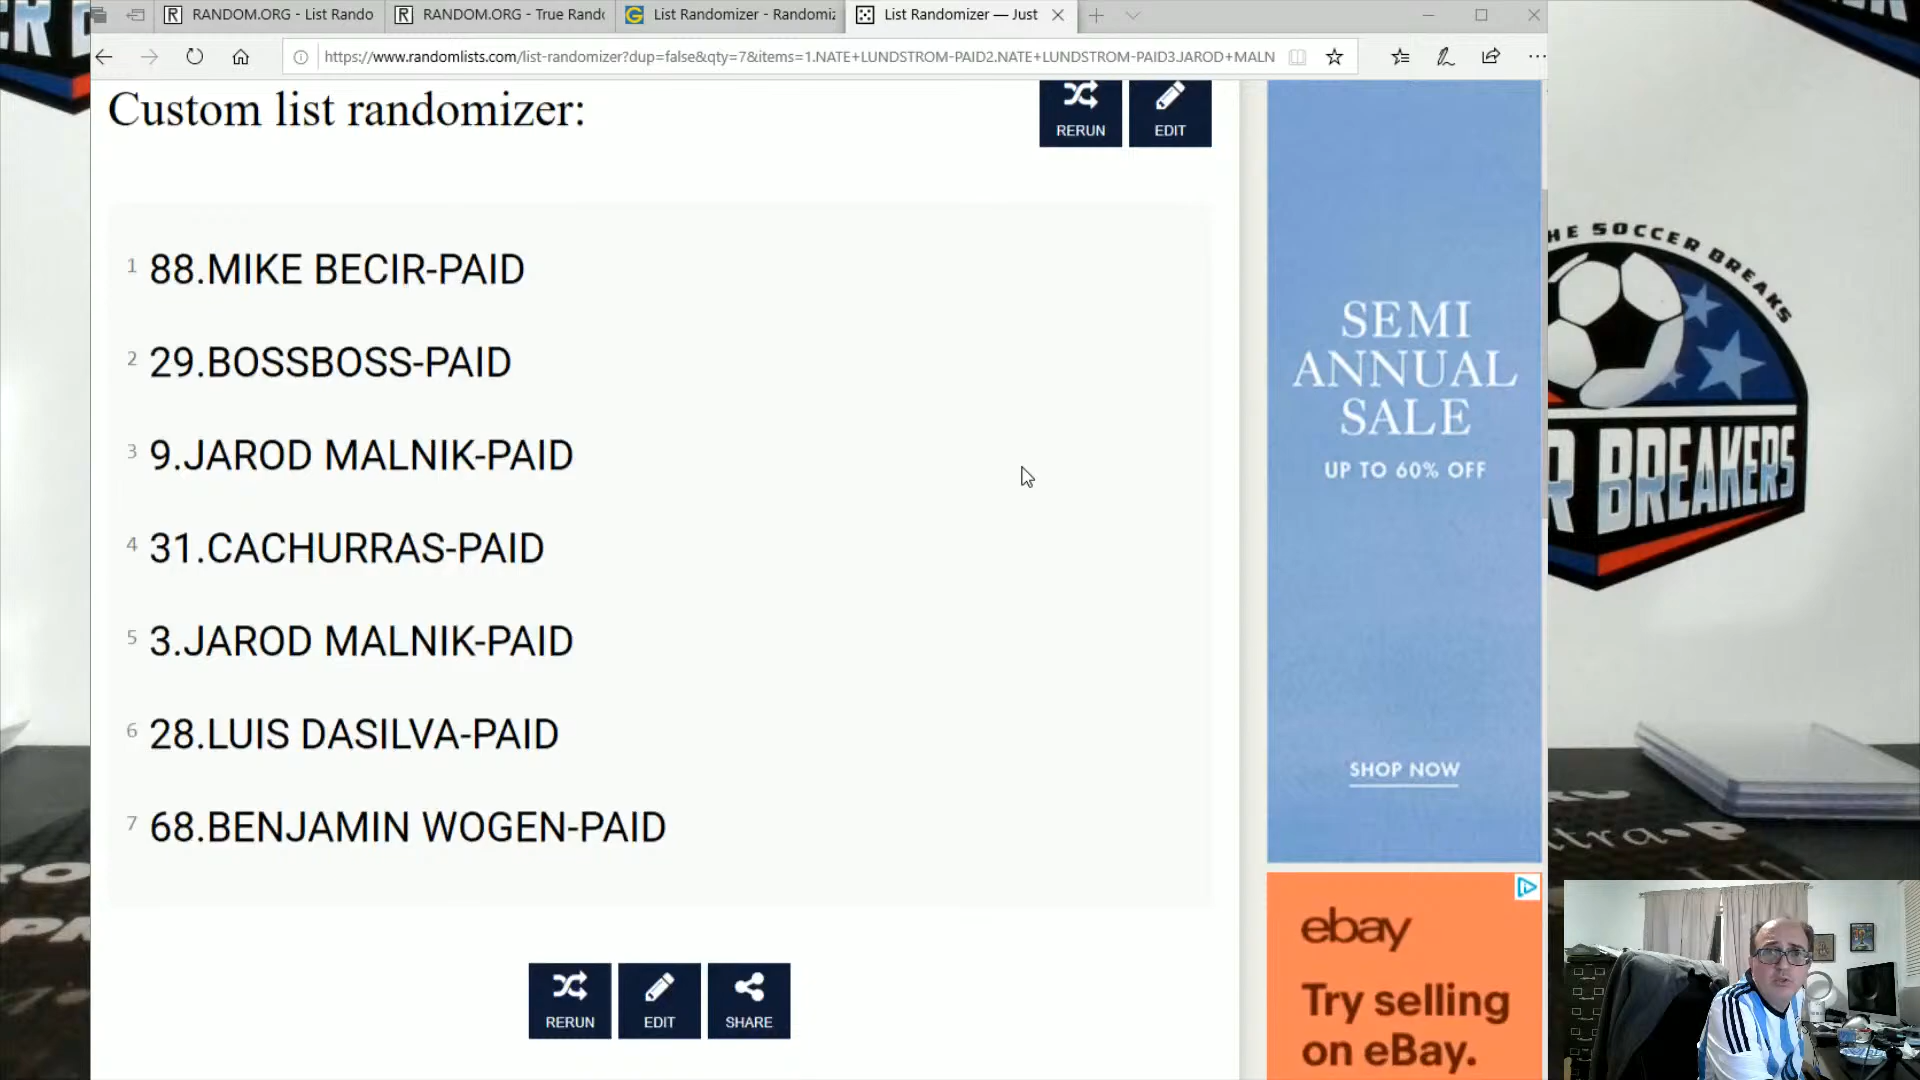 RANDOM.ORG - List Rando
RANDOM.ORG - True Rando
List Randomizer - Randomiz
List Randomizer — Just
https://www.randomlists.com/list-randomizer?dup=false&qty=7&items=1.NATE+LUNDSTROM-PAID2.NATE+LUNDSTROM-PAID3.JAROD+MALN
Custom list randomizer:
RERUN
EDIT
1 88.MIKE BECIR-PAID
2 29.BOSSBOSS-PAID
3 9.JAROD MALNIK-PAID
4 31.CACHURRAS-PAID
5 3.JAROD MALNIK-PAID
6 28.LUIS DASILVA-PAID
7 68.BENJAMIN WOGEN-PAID
RERUN
EDIT
SHARE
SEMI
ANNUAL
SALE
UP TO 60% OFF
SHOP NOW
ebay
Try selling
on eBay.
HE SOCCER BREAKS
R BREAKERS